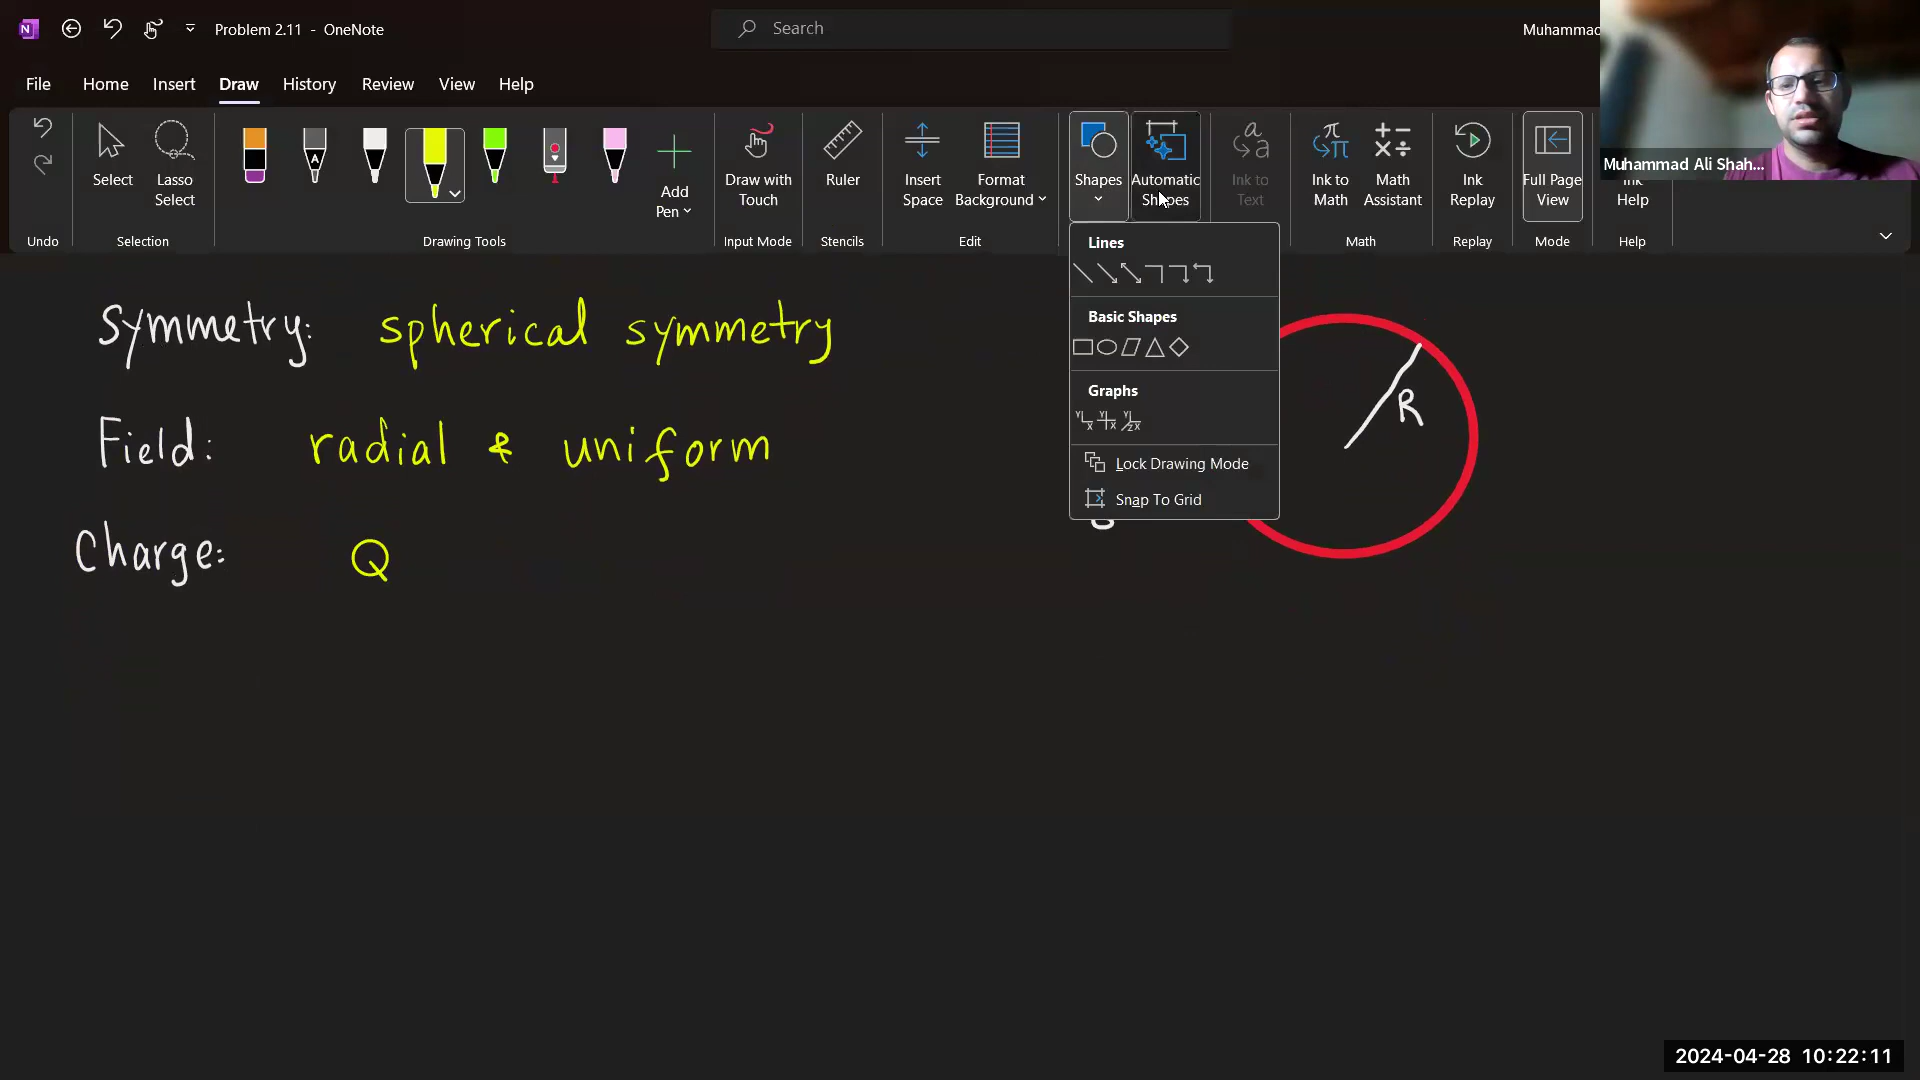 Problem 2.11 - OneNote
Search
Muhammad
File Home Insert Draw History Review View Help
Muhammad Ali Shah...
Select
Lasso Select
Add Pen
Draw with Touch
Ruler
Insert Space
Format Background
Shapes
Automatic Shapes
Ink to Text
Ink to Math
Math Assistant
Ink Replay
Full Page View
Ink Help
Undo Selection Drawing Tools Input Mode Stencils Edit Math Replay Mode Help
Lines
Basic Shapes
Graphs
Lock Drawing Mode
Snap To Grid
Symmetry: spherical symmetry
Field: radial & uniform
Charge: Q
R
2024-04-28 10:22:11